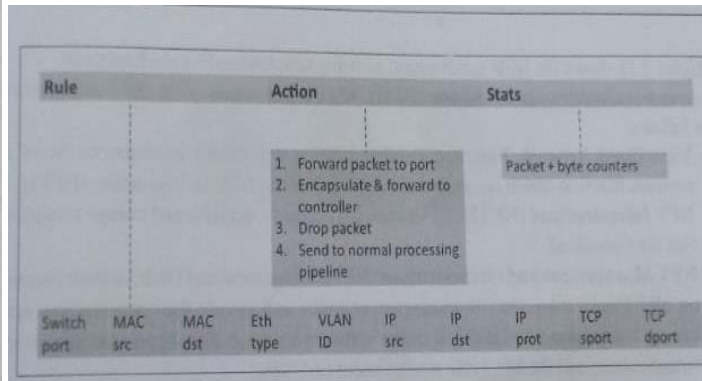 Rule Action Stats
1. Forward packet to port
2. Encapsulate & forward to
controller
3. Drop packet
4. Send to normal processing
pipeline
Packet + byte counters
Switch MAC MAC Eth VLAN IP IP IP TCP TCP
port src dst type ID src dst prot sport dport